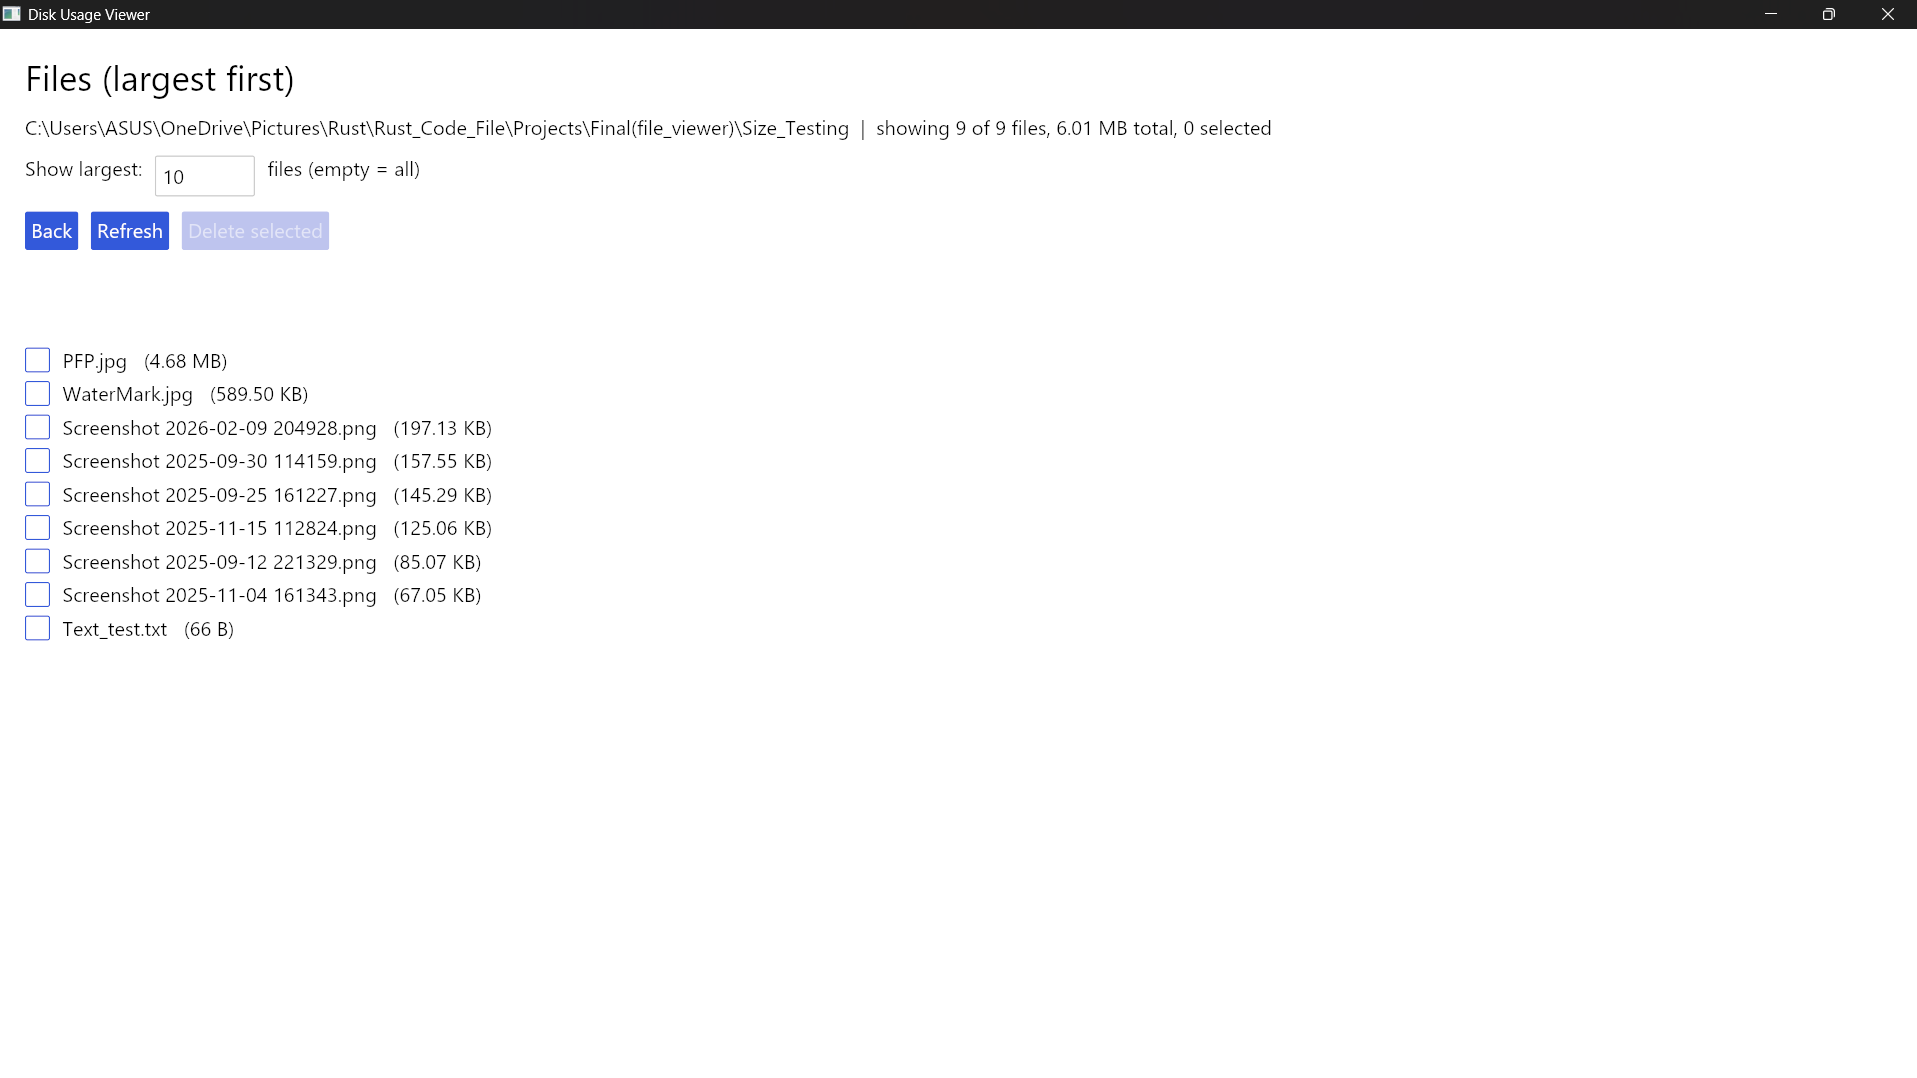 Disk Usage Viewer
Files (largest first)
C:\Users\ASUS\OneDrive\Pictures\Rust\Rust_Code_File\Projects\Final(file_viewer)\Size_Testing | showing 9 of 9 files, 6.01 MB total, 0 selected
Show largest: 10 files (empty = all)
Back Refresh Delete selected
PFP.jpg (4.68 MB)
WaterMark.jpg (589.50 KB)
Screenshot 2026-02-09 204928.png (197.13 KB)
Screenshot 2025-09-30 114159.png (157.55 KB)
Screenshot 2025-09-25 161227.png (145.29 KB)
Screenshot 2025-11-15 112824.png (125.06 KB)
Screenshot 2025-09-12 221329.png (85.07 KB)
Screenshot 2025-11-04 161343.png (67.05 KB)
Text_test.txt (66 B)